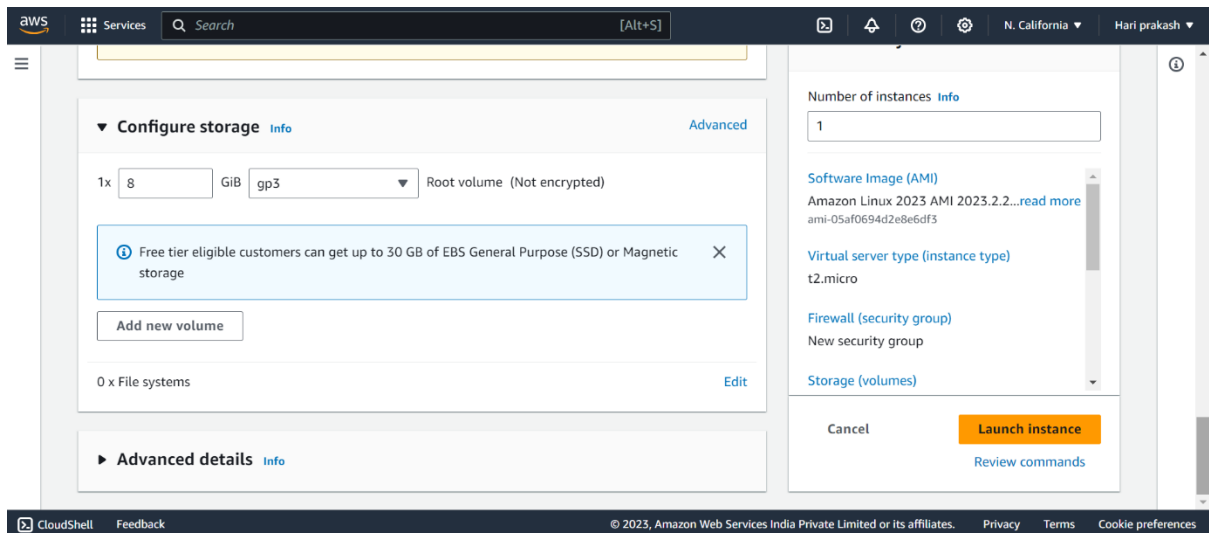 aws Services Search [Alt+S] N. California Hari prakash
Configure storage Info Advanced
1x 8 GiB gp3 Root volume (Not encrypted)
Free tier eligible customers can get up to 30 GB of EBS General Purpose (SSD) or Magnetic
storage
Add new volume
0 x File systems Edit
Advanced details Info
Number of instances Info
1
Software Image (AMI)
Amazon Linux 2023 AMI 2023.2.2...read more
ami-05af0694d2e8e6df3
Virtual server type (instance type)
t2.micro
Firewall (security group)
New security group
Storage (volumes)
Cancel Launch instance
Review commands
CloudShell Feedback © 2023, Amazon Web Services India Private Limited or its affiliates. Privacy Terms Cookie preferences